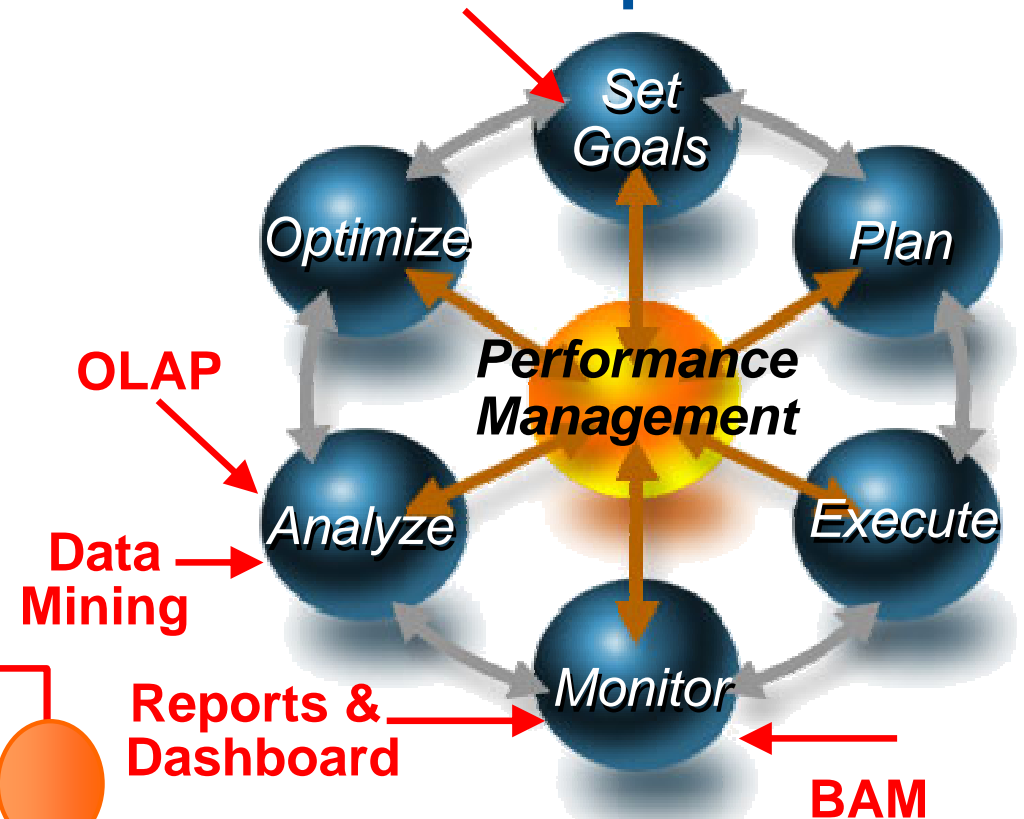 Set
Goals
Optimize
Plan
OLAP
Performance
Management
Analyze
Execute
Data
Mining
Reports &
Dashboard
Monitor
BAM